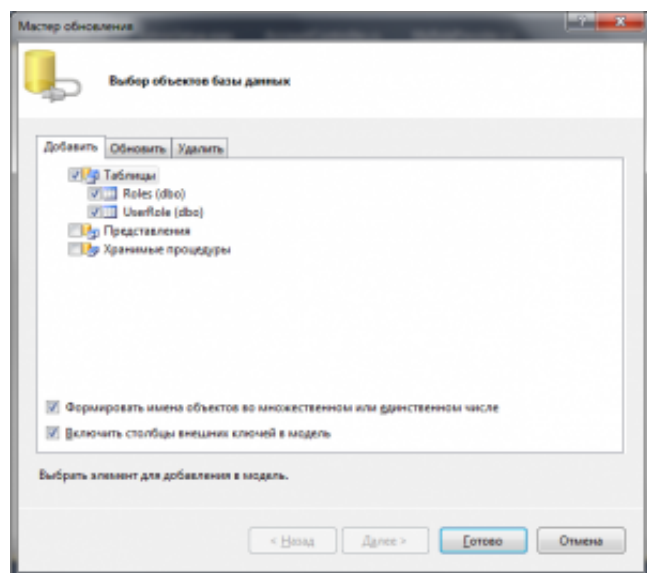 Мастер обновления
Выбор объектов базы данных
Добавить Обновить Удалить
Таблицы
Roles (dbo)
UserRole (dbo)
Представления
Хранимые процедуры
Формировать имена объектов во множественном или единственном числе
Включить столбцы внешних ключей в модель
Выбрать элемент для добавления в модель.
< Назад Далее > Готово Отмена